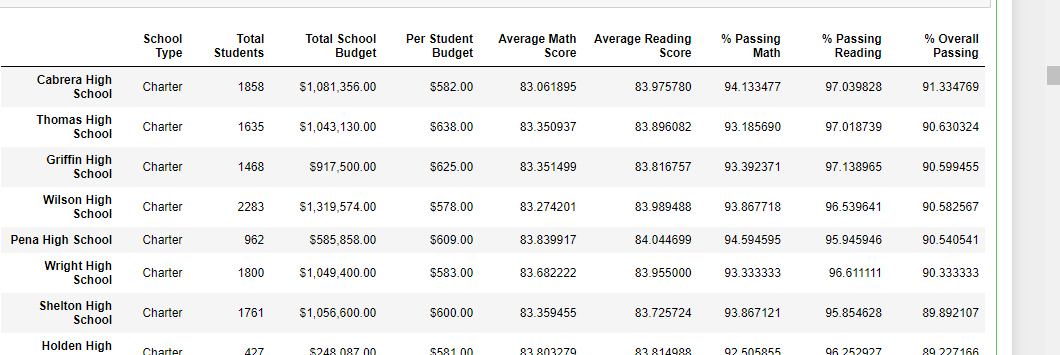 School Type Total Students Total School Budget Per Student Budget Average Math Score Average Reading Score % Passing Math % Passing Reading % Overall Passing
Cabrera High School Charter 1858 $1,081,356.00 $582.00 83.061895 83.975780 94.133477 97.039828 91.334769
Thomas High School Charter 1635 $1,043,130.00 $638.00 83.350937 83.896082 93.185690 97.018739 90.630324
Griffin High School Charter 1468 $917,500.00 $625.00 83.351499 83.816757 93.392371 97.138965 90.599455
Wilson High School Charter 2283 $1,319,574.00 $578.00 83.274201 83.989488 93.867718 96.539641 90.582567
Pena High School Charter 962 $585,858.00 $609.00 83.839917 84.044699 94.594595 95.945946 90.540541
Wright High School Charter 1800 $1,049,400.00 $583.00 83.682222 83.955000 93.333333 96.611111 90.333333
Shelton High School Charter 1761 $1,056,600.00 $600.00 83.359455 83.725724 93.867121 95.854628 89.892107
Holden High Charter 427 $248,087.00 $581.00 83.803279 83.814988 92.505855 96.252927 89.227166